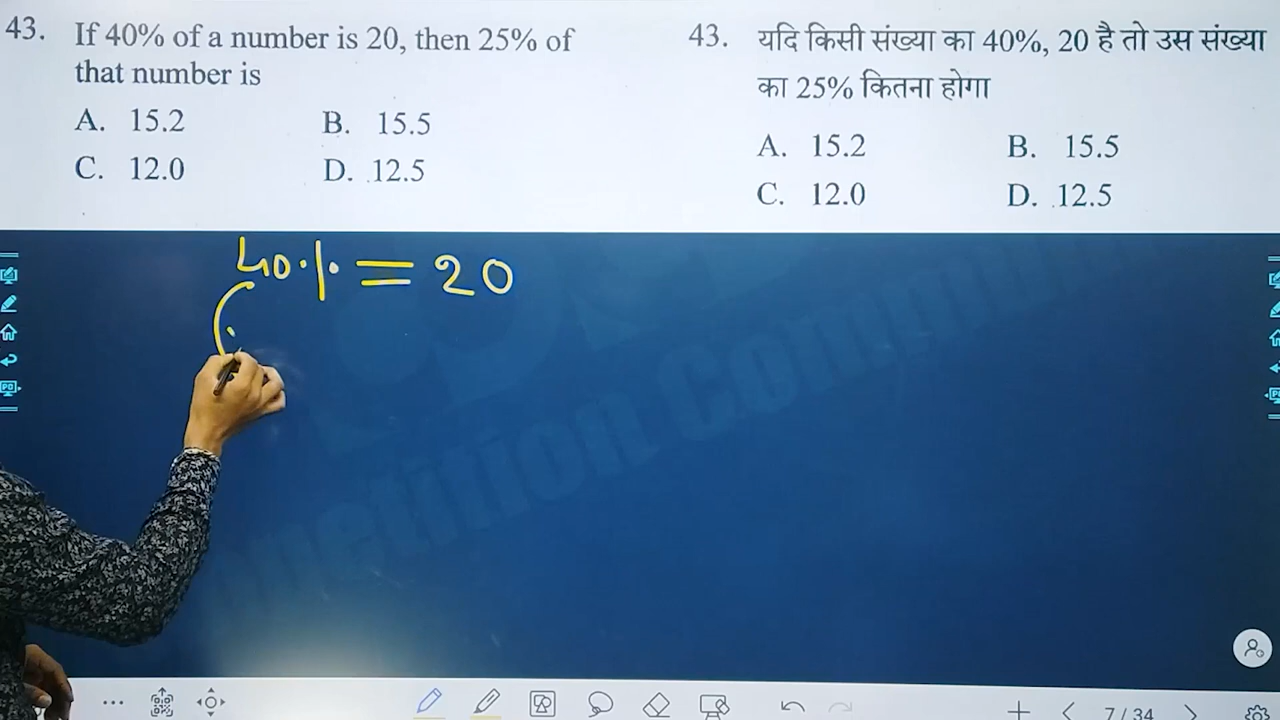 43. If 40% of a number is 20, then 25% of
that number is
A. 15.2 B. 15.5
C. 12.0 D. 12.5
43. यदि किसी संख्या का 40%, 20 है तो उस संख्या
का 25% कितना होगा
A. 15.2 B. 15.5
C. 12.0 D. 12.5
40% = 20
7/34